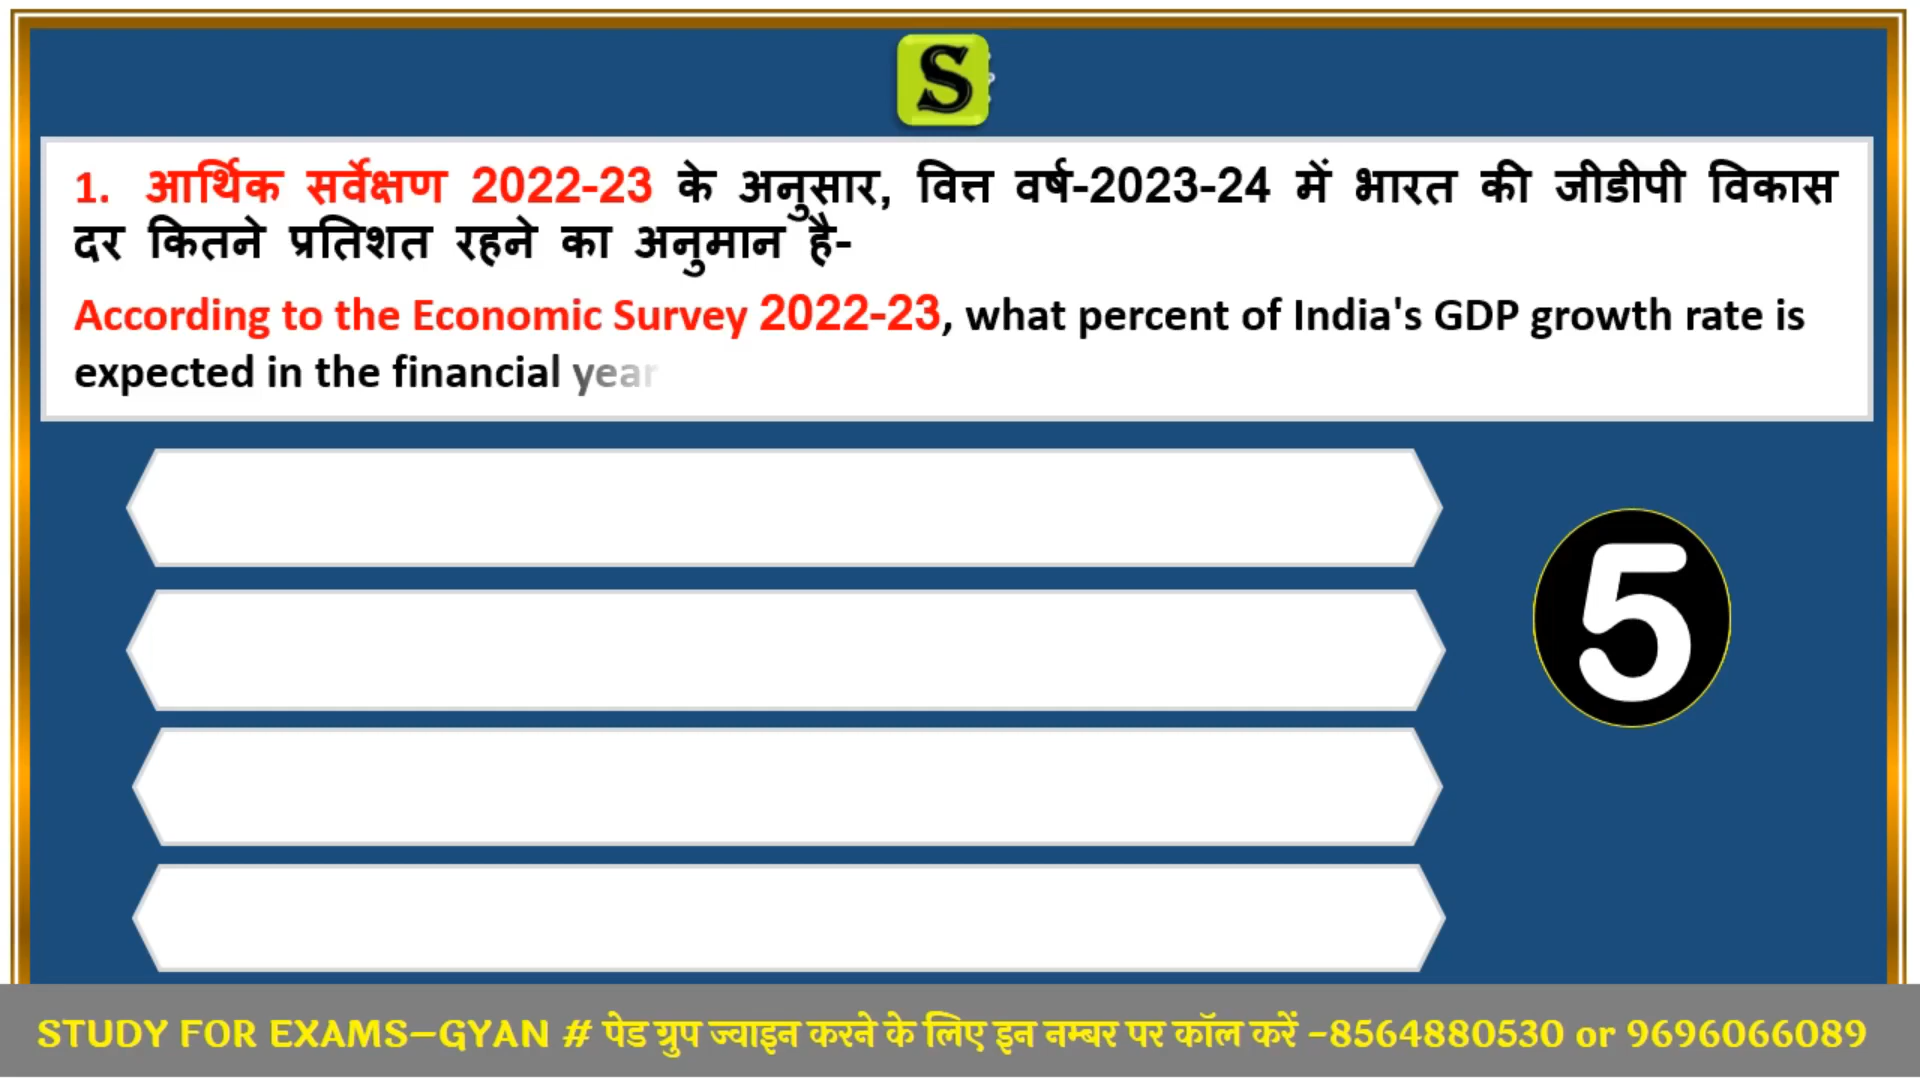 S
1. आर्थिक सर्वेक्षण 2022-23 के अनुसार, वित्त वर्ष-2023-24 में भारत की जीडीपी विकास
दर कितने प्रतिशत रहने का अनुमान है-
According to the Economic Survey 2022-23, what percent of India's GDP growth rate is
expected in the financial year
5
STUDY FOR EXAMS-GYAN # पेड ग्रुप ज्वाइन करने के लिए इन नम्बर पर कॉल करें -8564880530 or 9696066089